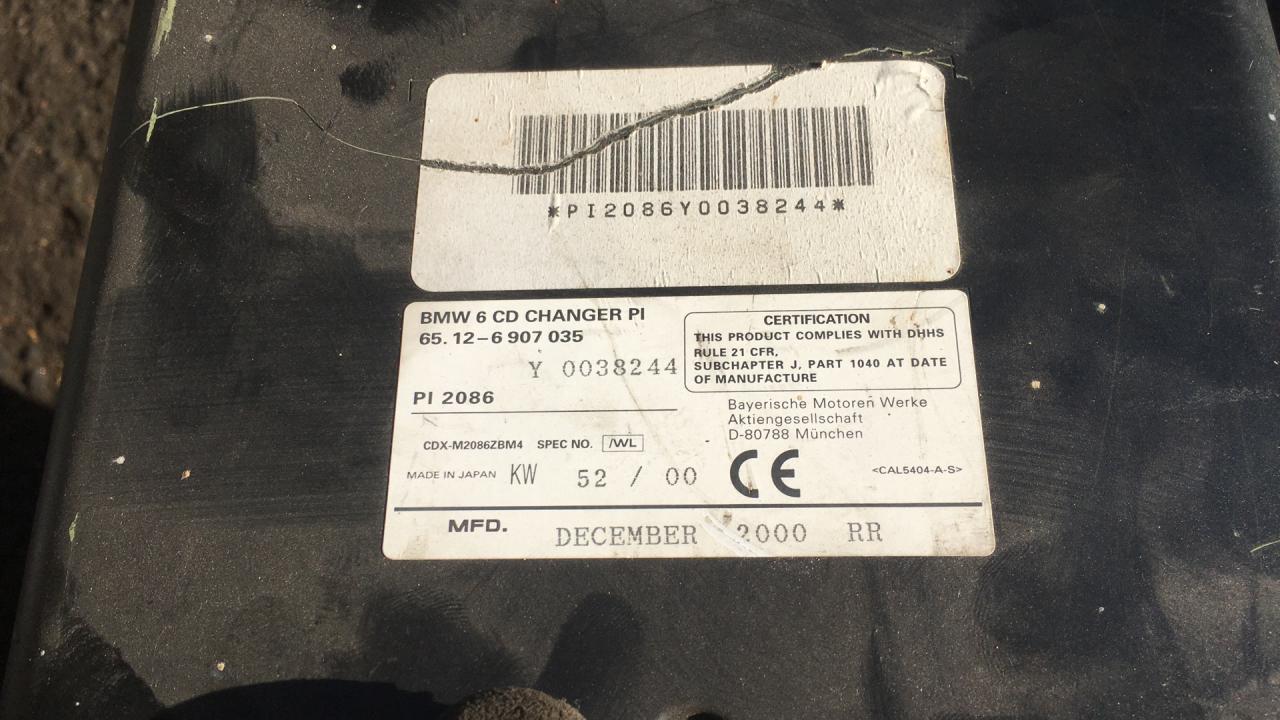 *PI2086Y0038244*
BMW 6 CD CHANGER PI
65.12-6 907 035
Y 0038244
PI 2086
CDX-M2086ZBM4 SPEC NO. /WL
MADE IN JAPAN KW 52 / 00
CERTIFICATION
THIS PRODUCT COMPLIES WITH DHHS
RULE 21 CFR,
SUBCHAPTER J, PART 1040 AT DATE
OF MANUFACTURE
Bayerische Motoren Werke
Aktiengesellschaft
D-80788 München
CE
<CAL5404-A-S>
MFD. DECEMBER 2000 RR